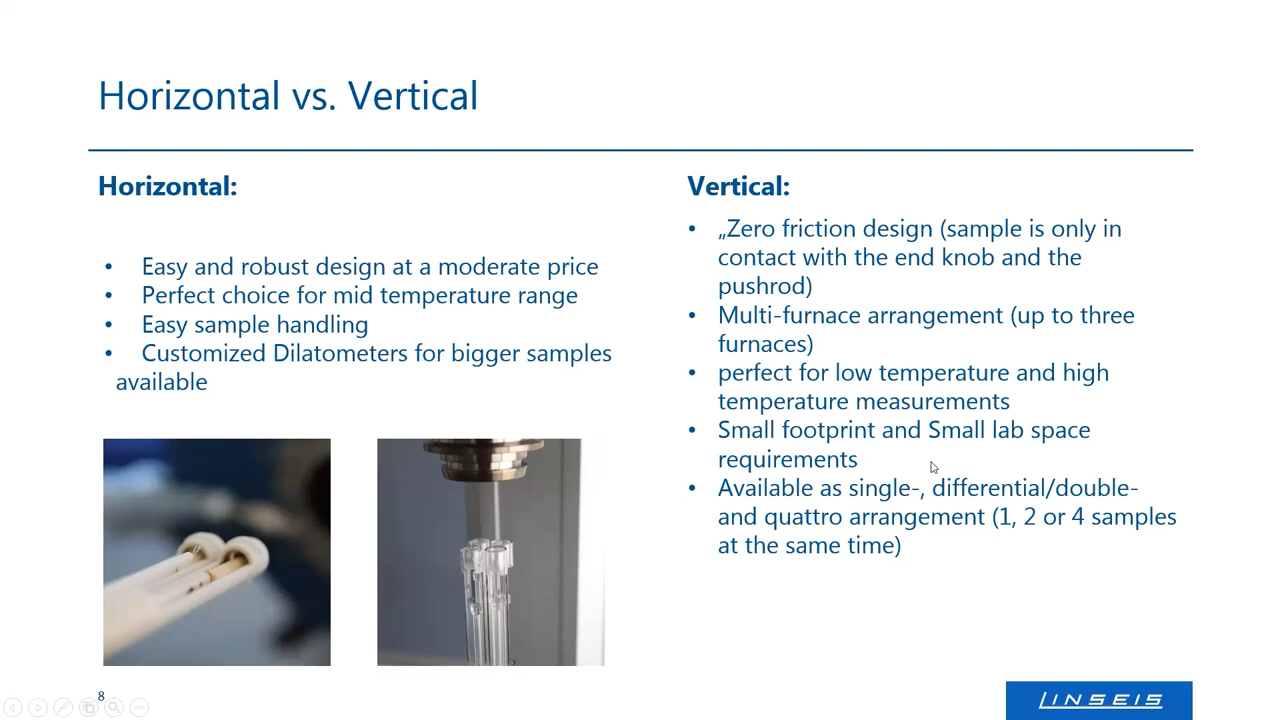 Horizontal vs. Vertical
Horizontal:
• Easy and robust design at a moderate price
• Perfect choice for mid temperature range
• Easy sample handling
• Customized Dilatometers for bigger samples
available
Vertical:
• „Zero friction design (sample is only in
contact with the end knob and the
pushrod)
• Multi-furnace arrangement (up to three
furnaces)
• perfect for low temperature and high
temperature measurements
• Small footprint and Small lab space
requirements
• Available as single-, differential/double-
and quattro arrangement (1, 2 or 4 samples
at the same time)
8
LINSEIS